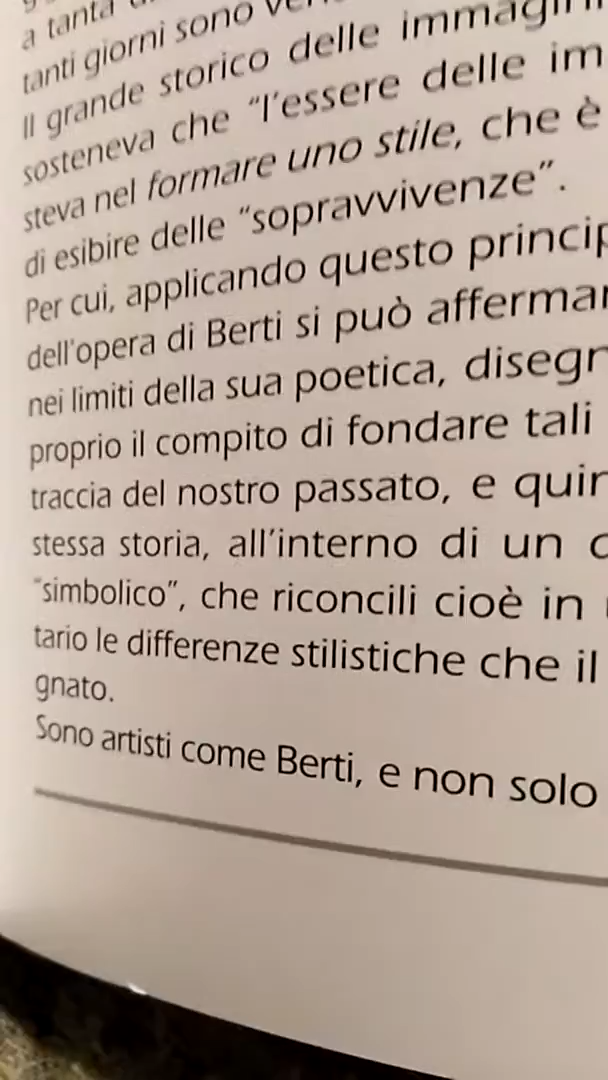 a tanta
tanti giorni sono
Il grande storico delle
sosteneva che “l’essere delle im
steva nel formare uno stile, che è
di esibire delle “sopravvivenze”.
Per cui, applicando questo princip
dell'opera di Berti si può affermar
nei limiti della sua poetica, disegn
proprio il compito di fondare tali
traccia del nostro passato, e quin
stessa storia, all’interno di un
“simbolico”, che riconcili cioè in
tario le differenze stilistiche che il
gnato.
Sono artisti come Berti, e non solo